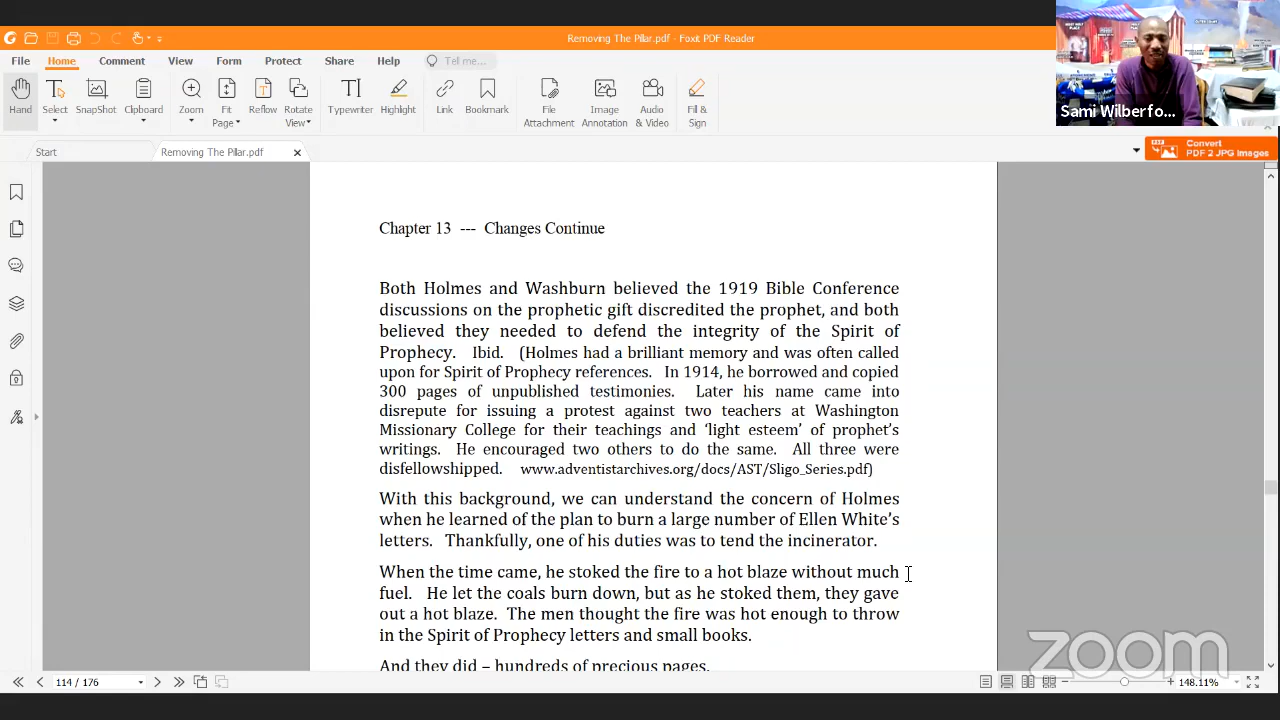 Removing The Pillar.pdf - Foxit PDF Reader
File Home Comment View Form Protect Share Help Tell me...
Hand Select SnapShot Clipboard Zoom Fit Page Reflow Rotate View Typewriter Highlight Link Bookmark File Attachment Image Annotation Audio & Video Fill & Sign
Sami Wilberfo...
Start Removing The Pillar.pdf
Convert
PDF 2 JPG Images
Chapter 13 --- Changes Continue
Both Holmes and Washburn believed the 1919 Bible Conference
discussions on the prophetic gift discredited the prophet, and both
believed they needed to defend the integrity of the Spirit of
Prophecy. Ibid. (Holmes had a brilliant memory and was often called
upon for Spirit of Prophecy references. In 1914, he borrowed and copied
300 pages of unpublished testimonies. Later his name came into
disrepute for issuing a protest against two teachers at Washington
Missionary College for their teachings and ‘light esteem’ of prophet’s
writings. He encouraged two others to do the same. All three were
disfellowshipped. www.adventistarchives.org/docs/AST/Sligo_Series.pdf)
With this background, we can understand the concern of Holmes
when he learned of the plan to burn a large number of Ellen White’s
letters. Thankfully, one of his duties was to tend the incinerator.
When the time came, he stoked the fire to a hot blaze without much
fuel. He let the coals burn down, but as he stoked them, they gave
out a hot blaze. The men thought the fire was hot enough to throw
in the Spirit of Prophecy letters and small books.
And they did – hundreds of precious pages.
zoom
114 / 176
148.11%